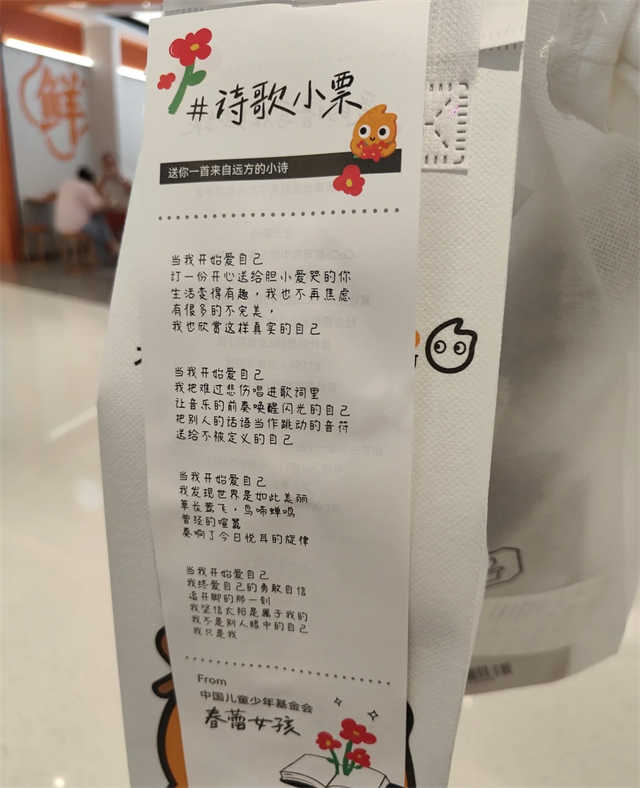 鲜
#诗歌小票
送你一首来自远方的小诗
当我开始爱自己
订一份开心送给胆小爱哭的你
生活变得有趣，我也不再焦虑
有很多的不完美，
我也欣赏这样真实的自己
当我开始爱自己
我把难过悲伤唱进歌词里
让音乐的前奏唤醒闪光的自己
把别人的话语当作跳动的音符
送给不被定义的自己
当我开始爱自己
我发现世界是如此美丽
草长莺飞，鸟啼蝉鸣
曾经的喧嚣
奏响了今日悦耳的旋律
当我开始爱自己
我终爱自己的勇敢自信
迈开脚的那一刻
我坚信太阳是属于我的
我不是别人眼中的自己
我只是我
From
中国儿童少年基金会
春蕾女孩